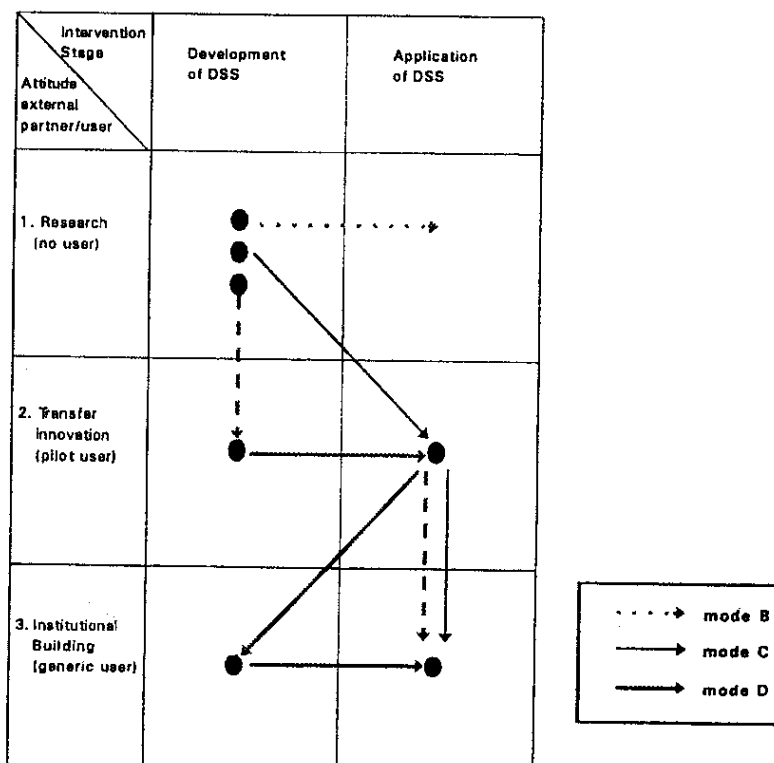 Intervention
Stage
Attitude
external
partner/user
Development
of DSS
Application
of DSS
1. Research
(no user)
2. Transfer
innovation
(pilot user)
3. Institutional
Building
(generic user)
mode B
mode C
mode D